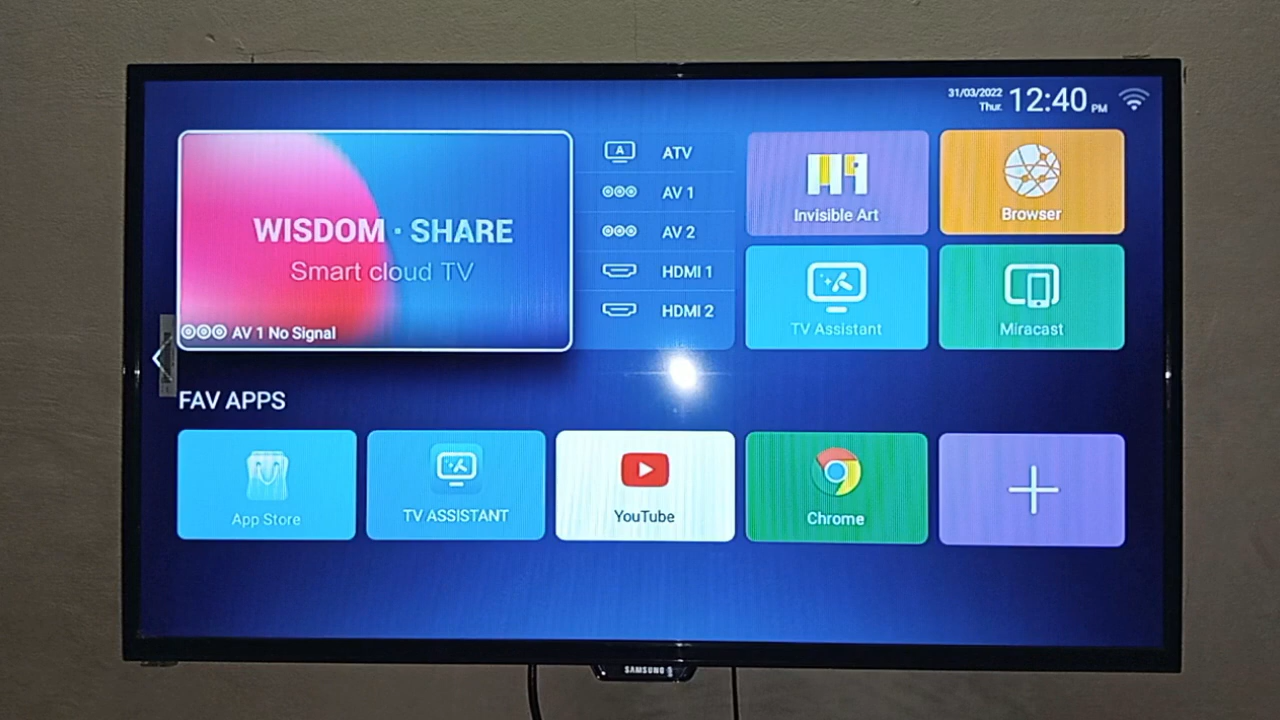 31/03/2022
Thur.
12:40 PM
WISDOM · SHARE
Smart cloud TV
AV 1 No Signal
A ATV
AV 1
AV 2
HDMI 1
HDMI 2
Invisible Art
Browser
TV Assistant
Miracast
FAV APPS
App Store
TV ASSISTANT
YouTube
Chrome
SAMSUNG